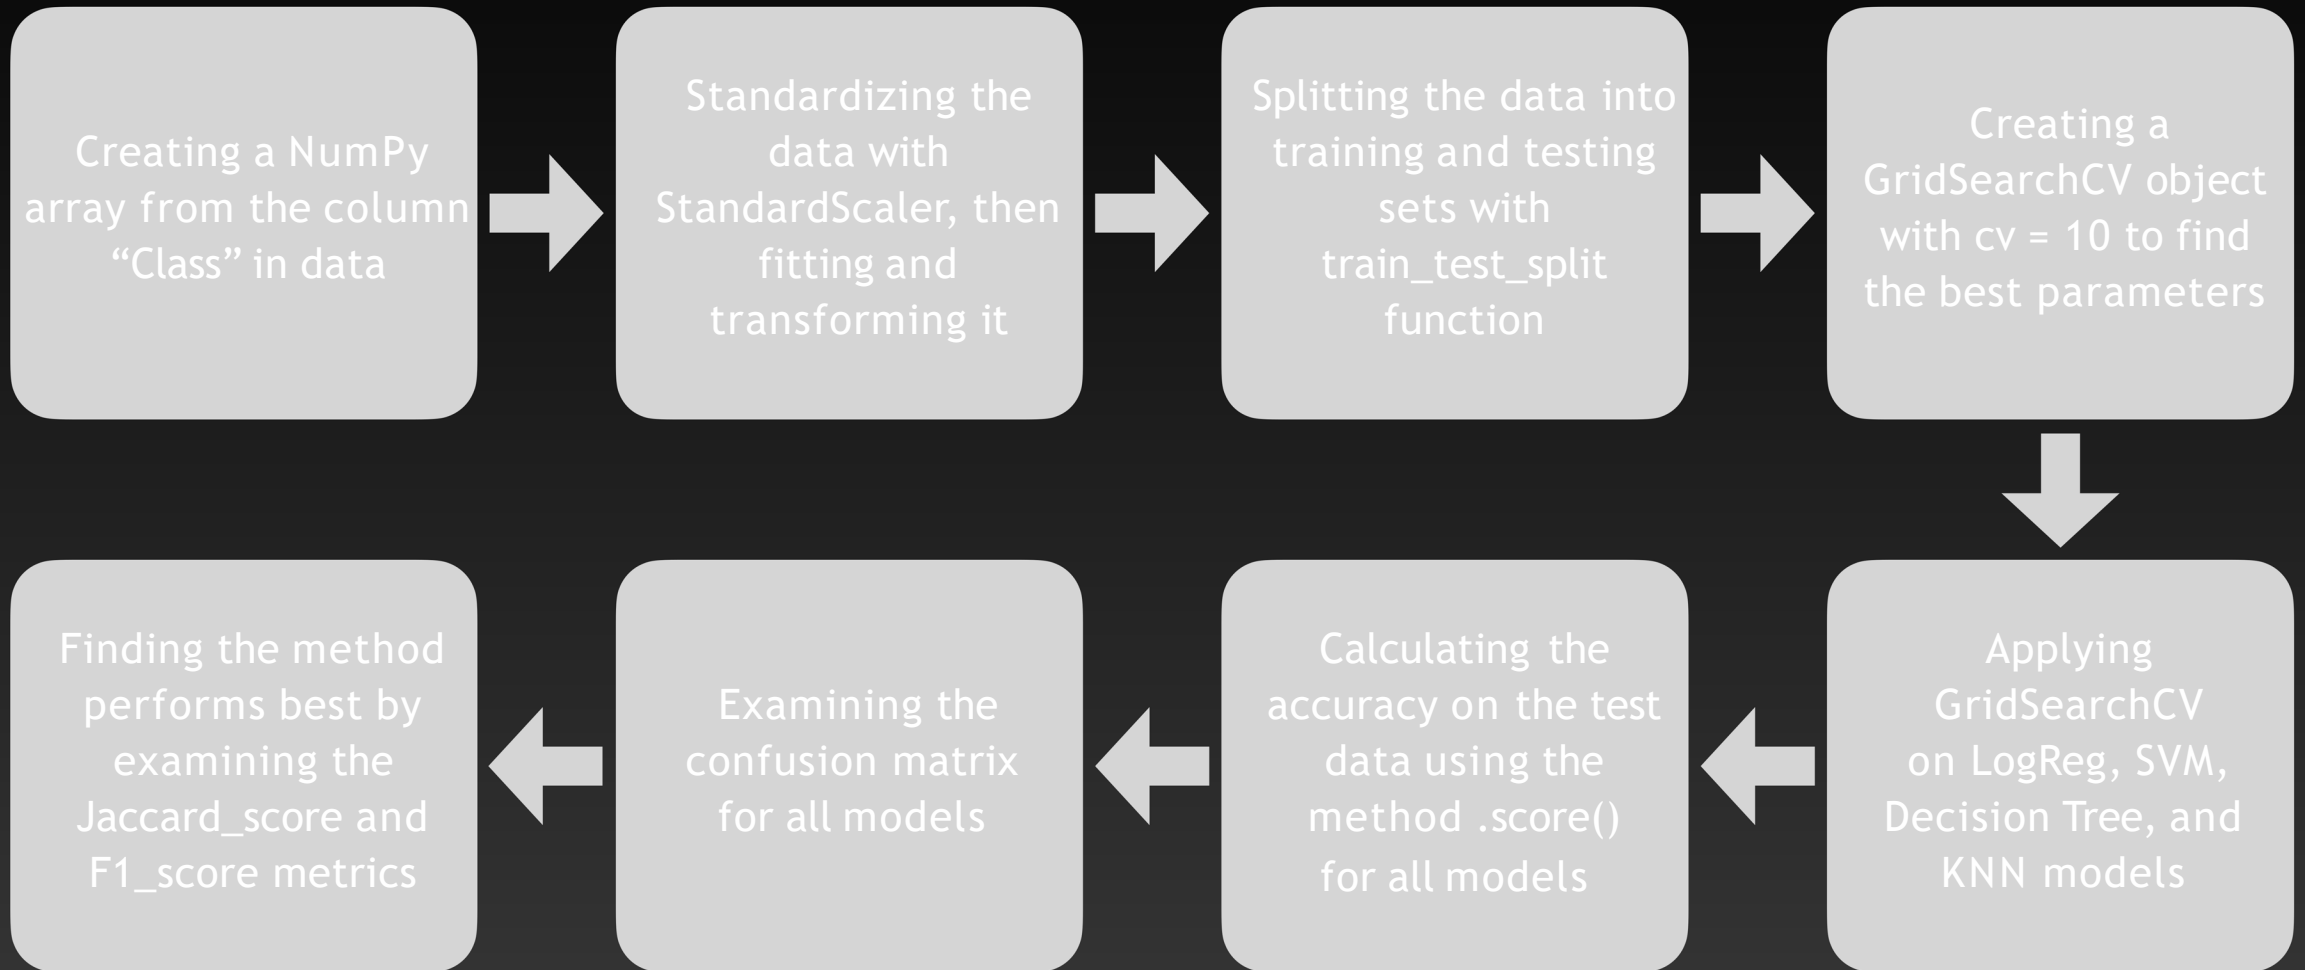 Creating a NumPy
array from the column
“Class” in data
Standardizing the
data with
StandardScaler, then
fitting and
transforming it
Splitting the data into
training and testing
sets with
train_test_split
function
Creating a
GridSearchCV object
with cv = 10 to find
the best parameters
Applying
GridSearchCV
on LogReg, SVM,
Decision Tree, and
KNN models
Calculating the
accuracy on the test
data using the
method .score()
for all models
Examining the
confusion matrix
for all models
Finding the method
performs best by
examining the
Jaccard_score and
F1_score metrics